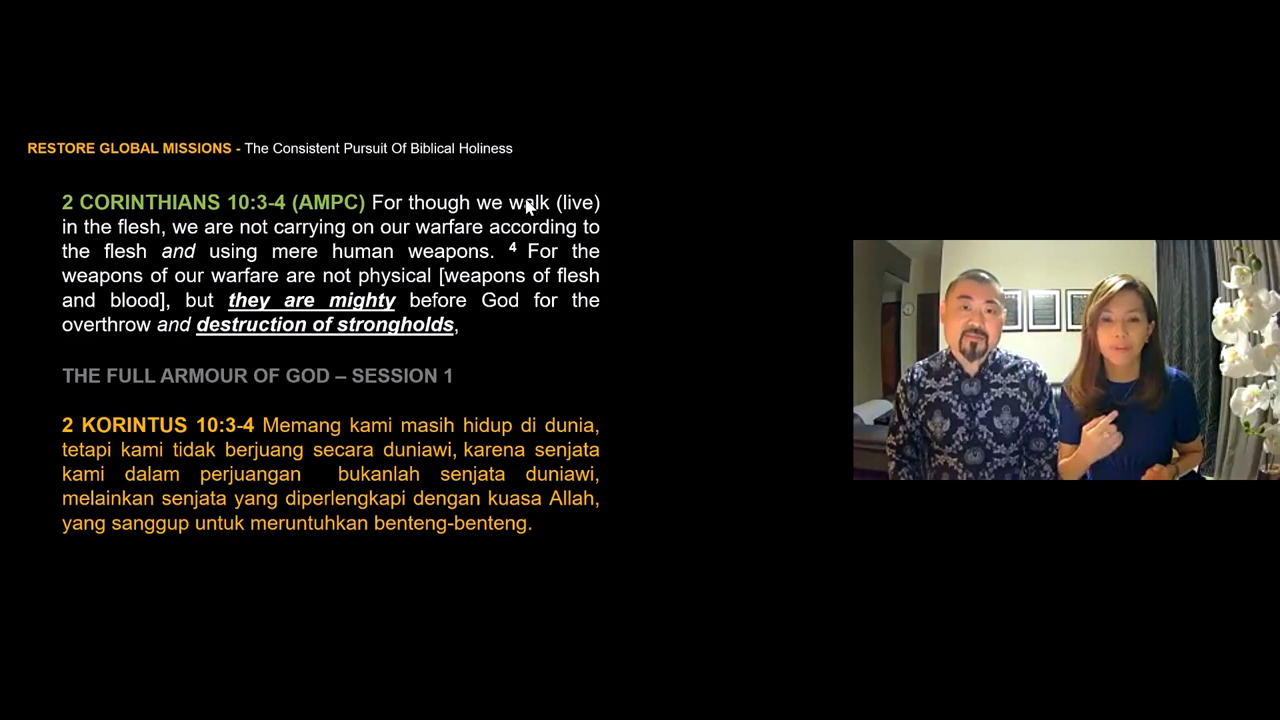 RESTORE GLOBAL MISSIONS - The Consistent Pursuit Of Biblical Holiness
2 CORINTHIANS 10:3-4 (AMPC) For though we walk (live)
in the flesh, we are not carrying on our warfare according to
the flesh and using mere human weapons. 4 For the
weapons of our warfare are not physical [weapons of flesh
and blood], but they are mighty before God for the
overthrow and destruction of strongholds,
THE FULL ARMOUR OF GOD – SESSION 1
2 KORINTUS 10:3-4 Memang kami masih hidup di dunia,
tetapi kami tidak berjuang secara duniawi, karena senjata
kami dalam perjuangan bukanlah senjata duniawi,
melainkan senjata yang diperlengkapi dengan kuasa Allah,
yang sanggup untuk meruntuhkan benteng-benteng.